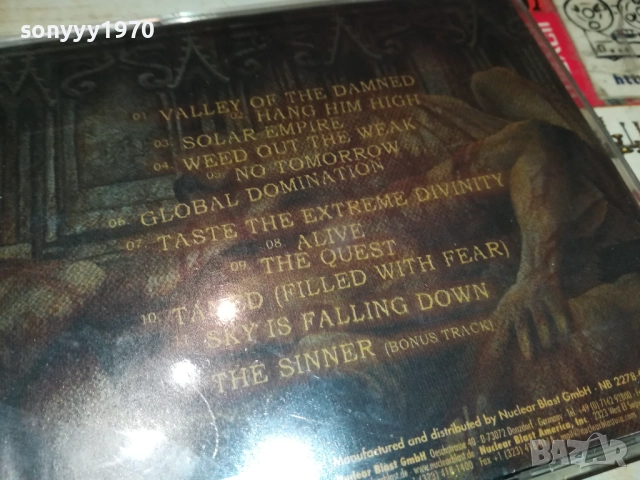 sonyyy1970
01. VALLEY OF THE DAMNED
02. HANG HIM HIGH
03. SOLAR EMPIRE
04. WEED OUT THE WEAK
05. NO TOMORROW
06. GLOBAL DOMINATION
07. TASTE THE EXTREME DIVINITY
08. ALIVE
09. THE QUEST
10. (FILLED WITH FEAR)
SKY IS FALLING DOWN
THE SINNER (BONUS TRACK)
Manufactured and distributed by Nuclear Blast GmbH · NB 2278
Nuclear Blast GmbH
Nuclear Blast America, Inc.
BAZAR